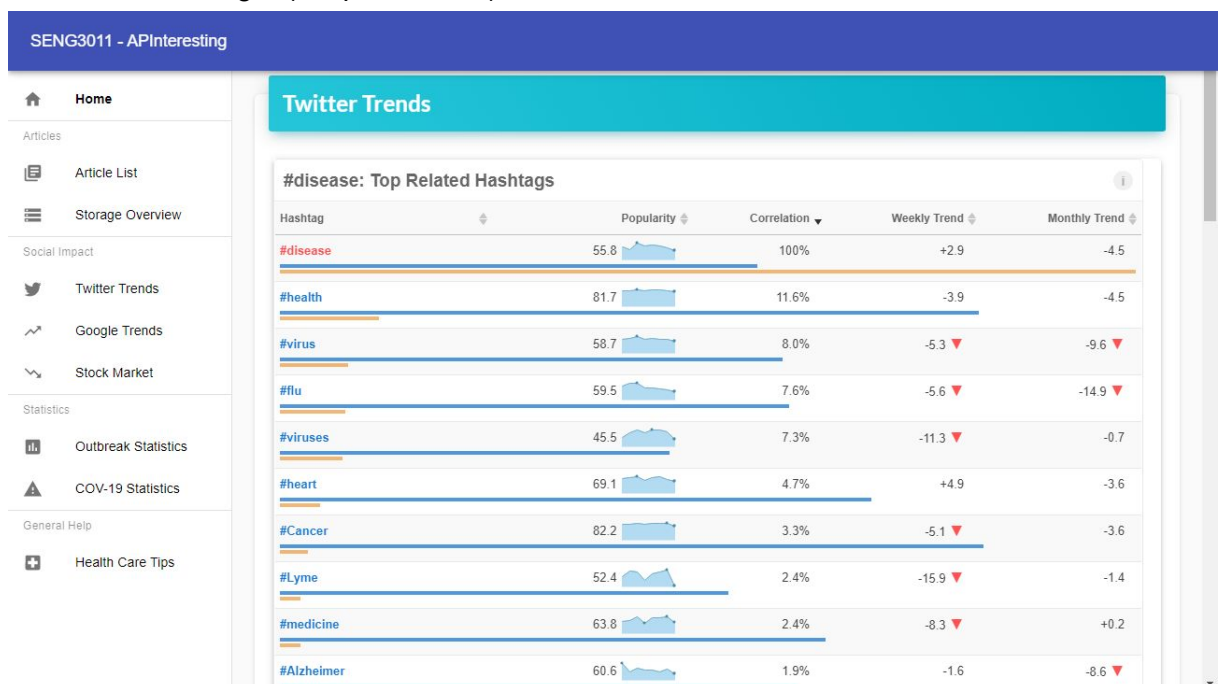 SENG3011 - APInteresting
Home
Articles
Article List
Storage Overview
Social Impact
Twitter Trends
Google Trends
Stock Market
Statistics
Outbreak Statistics
COV-19 Statistics
General Help
Health Care Tips
Twitter Trends
#disease: Top Related Hashtags
Hashtag Popularity Correlation Weekly Trend Monthly Trend
#disease 55.8 100% +2.9 -4.5
#health 81.7 11.6% -3.9 -4.5
#virus 58.7 8.0% -5.3 ▼ -9.6 ▼
#flu 59.5 7.6% -5.6 ▼ -14.9 ▼
#viruses 45.5 7.3% -11.3 ▼ -0.7
#heart 69.1 4.7% +4.9 -3.6
#Cancer 82.2 3.3% -5.1 ▼ -3.6
#Lyme 52.4 2.4% -15.9 ▼ -1.4
#medicine 63.8 2.4% -8.3 ▼ +0.2
#Alzheimer 60.6 1.9% -1.6 -8.6 ▼